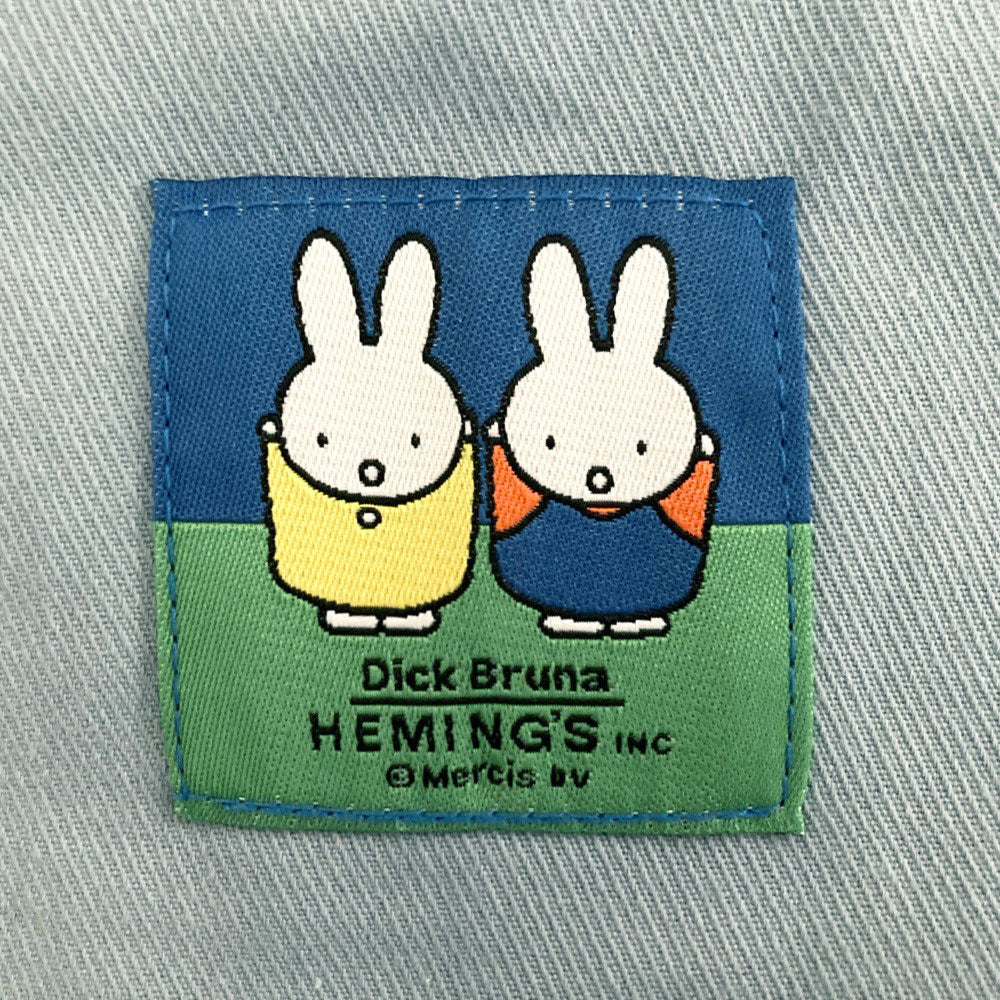 Dick Bruna
HEMING'S INC
©Mercis bv